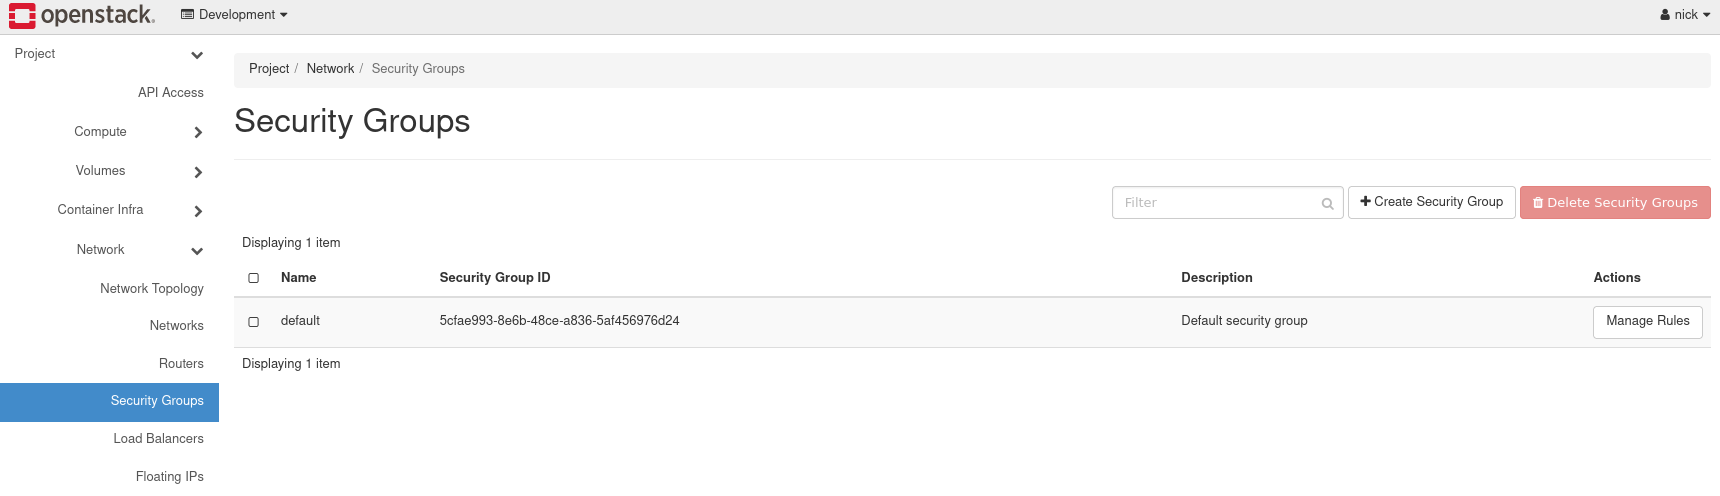 openstack. Development nick
Project
API Access
Compute
Volumes
Container Infra
Network
Network Topology
Networks
Routers
Security Groups
Load Balancers
Floating IPs
Project / Network / Security Groups
Security Groups
Filter Create Security Group Delete Security Groups
Displaying 1 item
Name Security Group ID Description Actions
default 5cfae993-8e6b-48ce-a836-5af456976d24 Default security group Manage Rules
Displaying 1 item